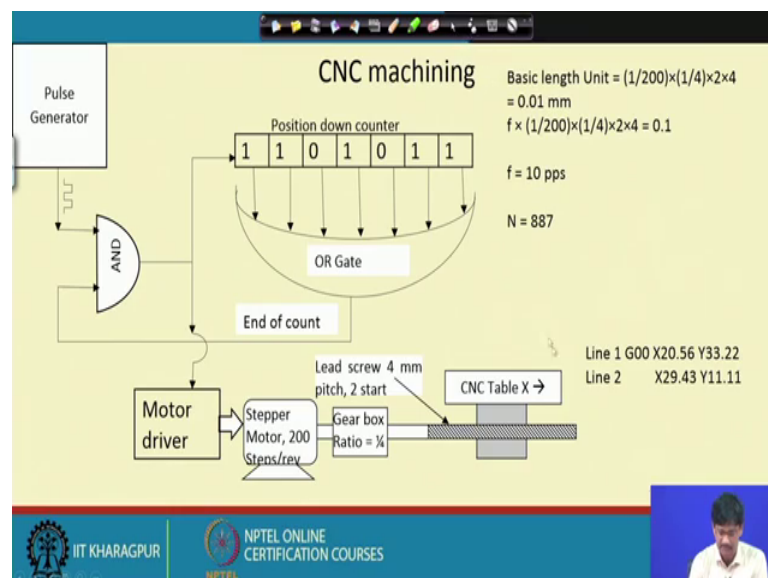 CNC machining
Pulse
Generator
Position down counter
1 1 0 1 0 1 1
AND
OR Gate
End of count
Basic length Unit = (1/200)×(1/4)×2×4
= 0.01 mm
f × (1/200)×(1/4)×2×4 = 0.1
f = 10 pps
N = 887
Line 1 G00 X20.56 Y33.22
Line 2 X29.43 Y11.11
Lead screw 4 mm
pitch, 2 start
CNC Table X →
Motor
driver
Stepper
Motor, 200
Steps/rev
Gear box
Ratio = ¼
IIT KHARAGPUR
NPTEL ONLINE
CERTIFICATION COURSES
NPTEL